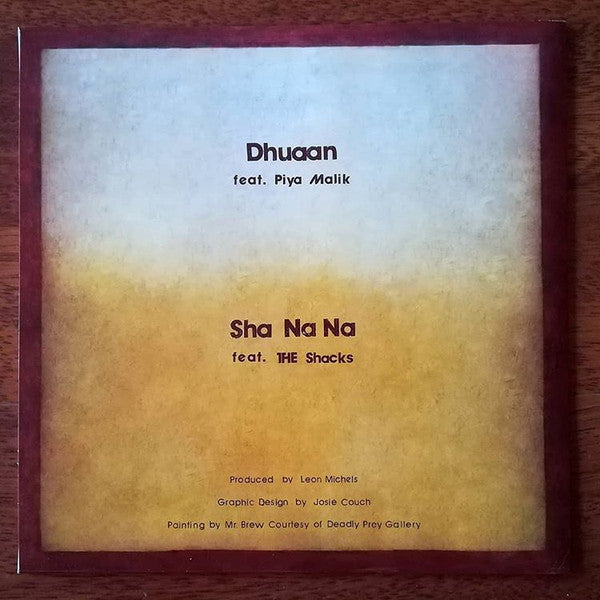 Dhuaan
feat. Piya Malik
Sha Na Na
feat. THE Shacks
Produced by Leon Michels
Graphic Design by Josie Couch
Painting by Mr. Brew Courtesy of Deadly Prey Gallery